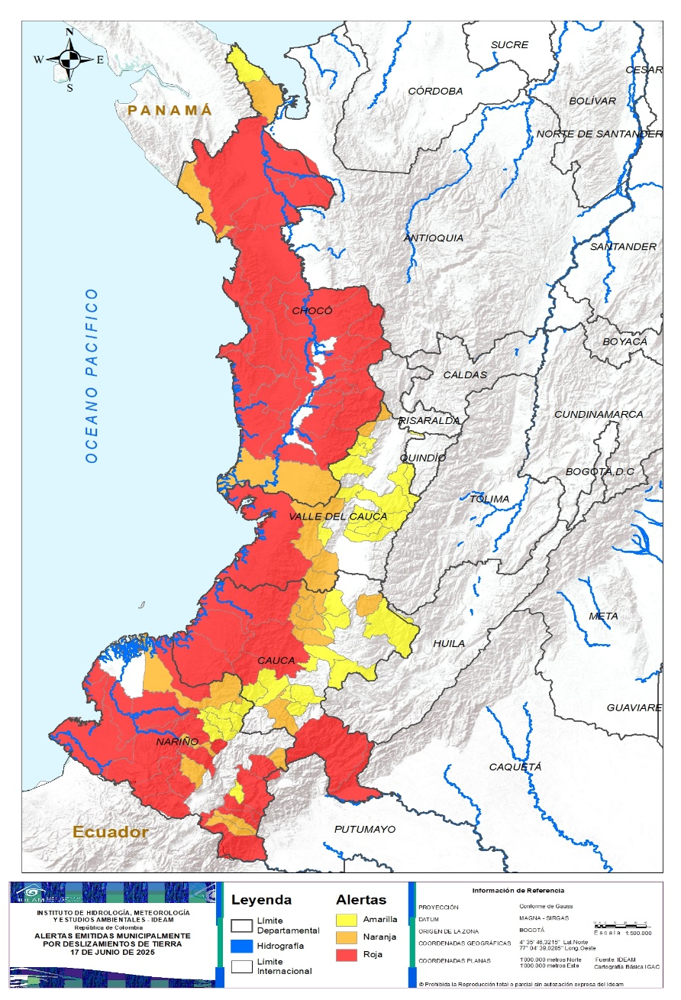 N
W
E
S
PANAMÁ
SUCRE
CESAR
CÓRDOBA
BOLÍVAR
NORTE DE SANTANDER
ANTIOQUIA
SANTANDER
OCEANO PACIFICO
CHOCÓ
BOYACÁ
CALDAS
CUNDINAMARCA
RISARALDA
QUINDÍO
BOGOTÁ,D.C
TOLIMA
VALLE DEL CAUCA
META
HUILA
CAUCA
GUAVIARE
NARIÑO
CAQUETÁ
Ecuador
PUTUMAYO
IDEAM
INSTITUTO DE HIDROLOGÍA, METEOROLOGÍA
Y ESTUDIOS AMBIENTALES - IDEAM
República de Colombia
ALERTAS EMITIDAS MUNICIPALMENTE
POR DESLIZAMIENTOS DE TIERRA
17 DE JUNIO DE 2025
Leyenda
Límite
Departamental
Hidrografía
Límite
Internacional
Alertas
Amarilla
Naranja
Roja
Información de Referencia
PROYECCIÓN Conforme de Gauss
DATUM MAGNA - SIRGAS
ORIGEN DE LA ZONA BOGOTÁ
COORDENADAS GEOGRÁFICAS 4° 35' 46,3215" Lat.Norte
77° 04' 39,0285" Long.Oeste
COORDENADAS PLANAS 1'000.000 metros Norte
1'000.000 metros Este
Escala 1:500.000
Fuente: IDEAM
Cartografía Básica IGAC
© Prohibida la Reproducción total o parcial sin autozación expresa del Ideam